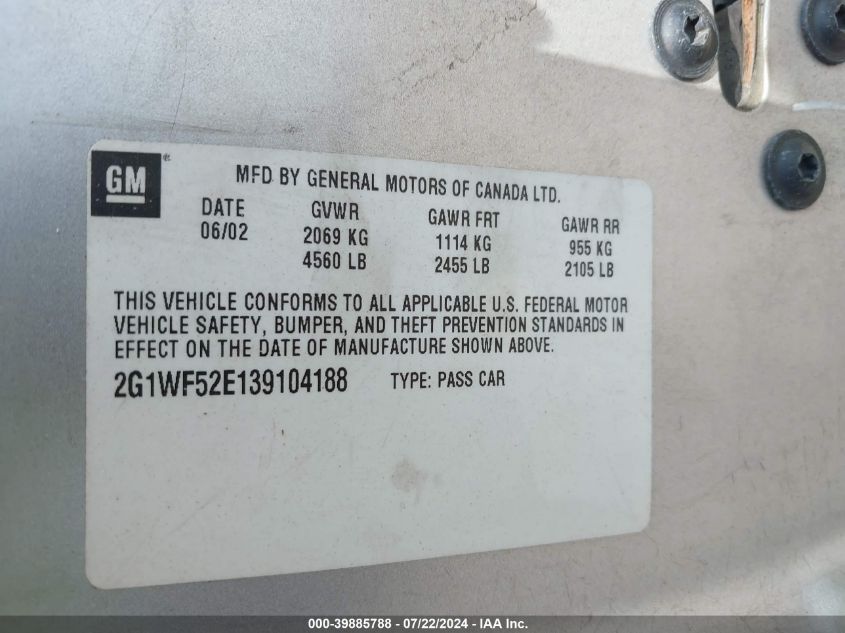 GM®
MFD BY GENERAL MOTORS OF CANADA LTD.
DATE GVWR GAWR FRT GAWR RR
06/02 2069 KG 1114 KG 955 KG
4560 LB 2455 LB 2105 LB
THIS VEHICLE CONFORMS TO ALL APPLICABLE U.S. FEDERAL MOTOR
VEHICLE SAFETY, BUMPER, AND THEFT PREVENTION STANDARDS IN
EFFECT ON THE DATE OF MANUFACTURE SHOWN ABOVE.
2G1WF52E139104188 TYPE: PASS CAR
000-39885788 - 07/22/2024 - IAA Inc.